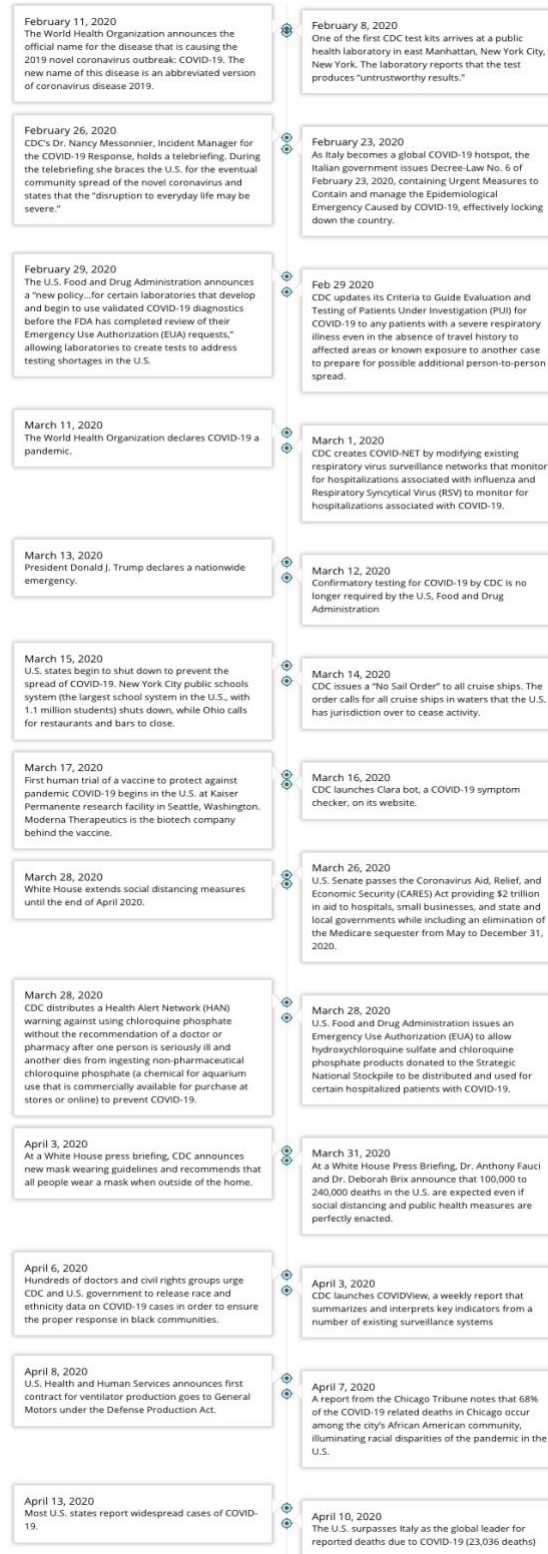 February 11, 2020
The World Health Organization announces the
official name for the disease that is causing the
2019 novel coronavirus outbreak: COVID-19. The
new name of this disease is an abbreviated version
of coronavirus disease 2019.
February 8, 2020
One of the first CDC test kits arrives at a public
health laboratory in east Manhattan, New York City,
New York. The laboratory reports that the test
produces “untrustworthy results.”
February 26, 2020
CDC’s Dr. Nancy Messonnier, Incident Manager for
the COVID-19 Response, holds a telebriefing. During
the telebriefing she braces the U.S. for the eventual
community spread of the novel coronavirus and
states that the “disruption to everyday life may be
severe.”
February 23, 2020
As Italy becomes a global COVID-19 hotspot, the
Italian government issues Decree-Law No. 6 of
February 23, 2020, containing Urgent Measures to
Contain and manage the Epidemiological
Emergency Caused by COVID-19, effectively locking
down the country.
February 29, 2020
The U.S. Food and Drug Administration announces
a “new policy...for certain laboratories that develop
and begin to use validated COVID-19 diagnostics
before the FDA has completed review of their
Emergency Use Authorization (EUA) requests,”
allowing laboratories to create tests to address
testing shortages in the U.S.
Feb 29 2020
CDC updates its Criteria to Guide Evaluation and
Testing of Patients Under Investigation (PUI) for
COVID-19 to any patients with a severe respiratory
illness even in the absence of travel history to
affected areas or known exposure to another case
to prepare for possible additional person-to-person
spread.
March 11, 2020
The World Health Organization declares COVID-19 a
pandemic.
March 1, 2020
CDC creates COVID-NET by modifying existing
respiratory virus surveillance networks that monitor
for hospitalizations associated with influenza and
Respiratory Syncytical Virus (RSV) to monitor for
hospitalizations associated with COVID-19.
March 13, 2020
President Donald J. Trump declares a nationwide
emergency.
March 12, 2020
Confirmatory testing for COVID-19 by CDC is no
longer required by the U.S, Food and Drug
Administration
March 15, 2020
U.S. states begin to shut down to prevent the
spread of COVID-19. New York City public schools
system (the largest school system in the U.S., with
1.1 million students) shuts down, while Ohio calls
for restaurants and bars to close.
March 14, 2020
CDC issues a “No Sail Order” to all cruise ships. The
order calls for all cruise ships in waters that the U.S.
has jurisdiction over to cease activity.
March 17, 2020
First human trial of a vaccine to protect against
pandemic COVID-19 begins in the U.S. at Kaiser
Permanente research facility in Seattle, Washington.
Moderna Therapeutics is the biotech company
behind the vaccine.
March 16, 2020
CDC launches Clara bot, a COVID-19 symptom
checker, on its website.
March 28, 2020
White House extends social distancing measures
until the end of April 2020.
March 26, 2020
U.S. Senate passes the Coronavirus Aid, Relief, and
Economic Security (CARES) Act providing $2 trillion
in aid to hospitals, small businesses, and state and
local governments while including an elimination of
the Medicare sequester from May to December 31,
2020.
March 28, 2020
CDC distributes a Health Alert Network (HAN)
warning against using chloroquine phosphate
without the recommendation of a doctor or
pharmacy after one person is seriously ill and
another dies from ingesting non-pharmaceutical
chloroquine phosphate (a chemical for aquarium
use that is commercially available for purchase at
stores or online) to prevent COVID-19.
March 28, 2020
U.S. Food and Drug Administration issues an
Emergency Use Authorization (EUA) to allow
hydroxychloroquine sulfate and chloroquine
phosphate products donated to the Strategic
National Stockpile to be distributed and used for
certain hospitalized patients with COVID-19.
April 3, 2020
At a White House press briefing, CDC announces
new mask wearing guidelines and recommends that
all people wear a mask when outside of the home.
March 31, 2020
At a White House Press Briefing, Dr. Anthony Fauci
and Dr. Deborah Brix announce that 100,000 to
240,000 deaths in the U.S. are expected even if
social distancing and public health measures are
perfectly enacted.
April 6, 2020
Hundreds of doctors and civil rights groups urge
CDC and U.S. government to release race and
ethnicity data on COVID-19 cases in order to ensure
the proper response in black communities.
April 3, 2020
CDC launches COVIDView, a weekly report that
summarizes and interprets key indicators from a
number of existing surveillance systems
April 8, 2020
U.S. Health and Human Services announces first
contract for ventilator production goes to General
Motors under the Defense Production Act.
April 7, 2020
A report from the Chicago Tribune notes that 68%
of the COVID-19 related deaths in Chicago occur
among the city’s African American community,
illuminating racial disparities of the pandemic in the
U.S.
April 13, 2020
Most U.S. states report widespread cases of COVID-
19.
April 10, 2020
The U.S. surpasses Italy as the global leader for
reported deaths due to COVID-19 (23,036 deaths)